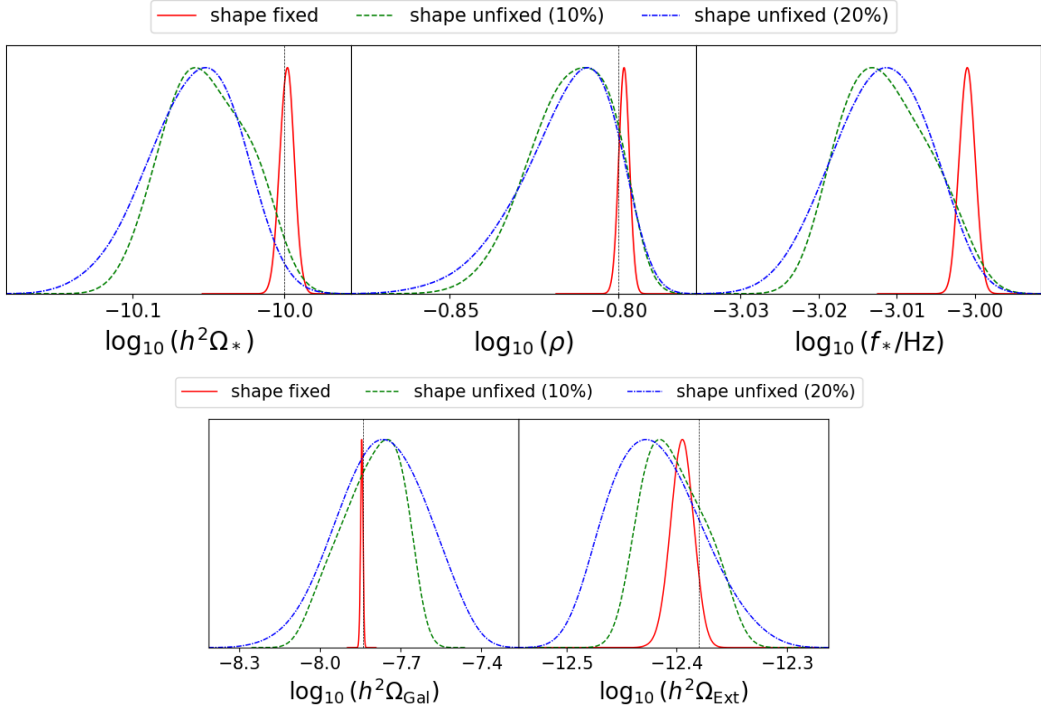 shape fixed shape unfixed (10%) shape unfixed (20%)
−10.1 −10.0 −0.85 −0.80 −3.03 −3.02 −3.01 −3.00
log₁₀ (h²Ω∗) log₁₀ (ρ) log₁₀ (f∗/Hz)
shape fixed shape unfixed (10%) shape unfixed (20%)
−8.3 −8.0 −7.7 −7.4 −12.5 −12.4 −12.3
log₁₀ (h²Ω_Gal) log₁₀ (h²Ω_Ext)